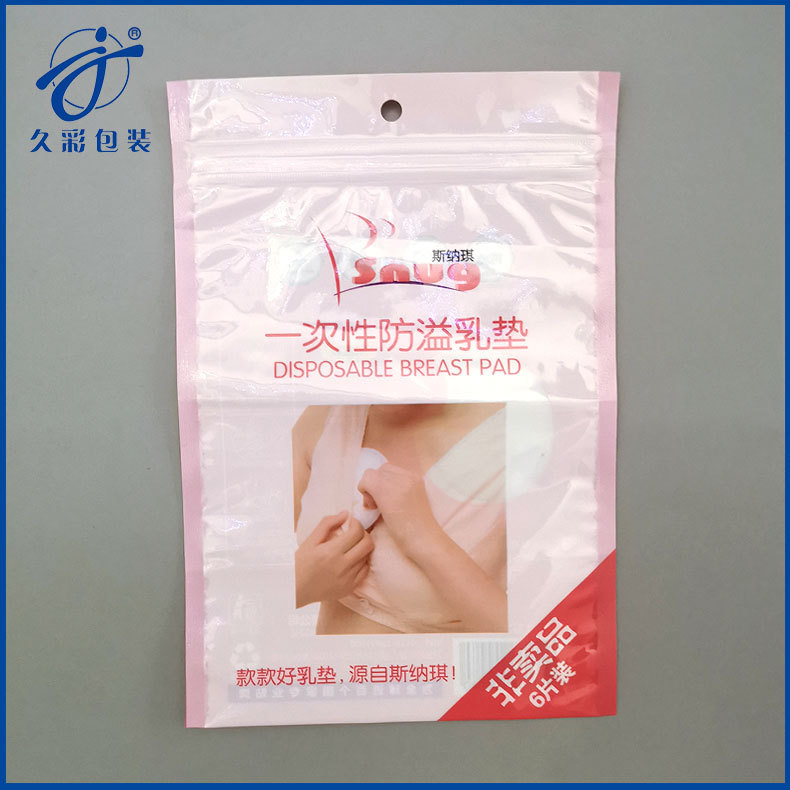 ®
久彩包装
斯纳琪
Snug
一次性防溢乳垫
DISPOSABLE BREAST PAD
款款好乳垫，源自斯纳琪！
非卖品
6片装